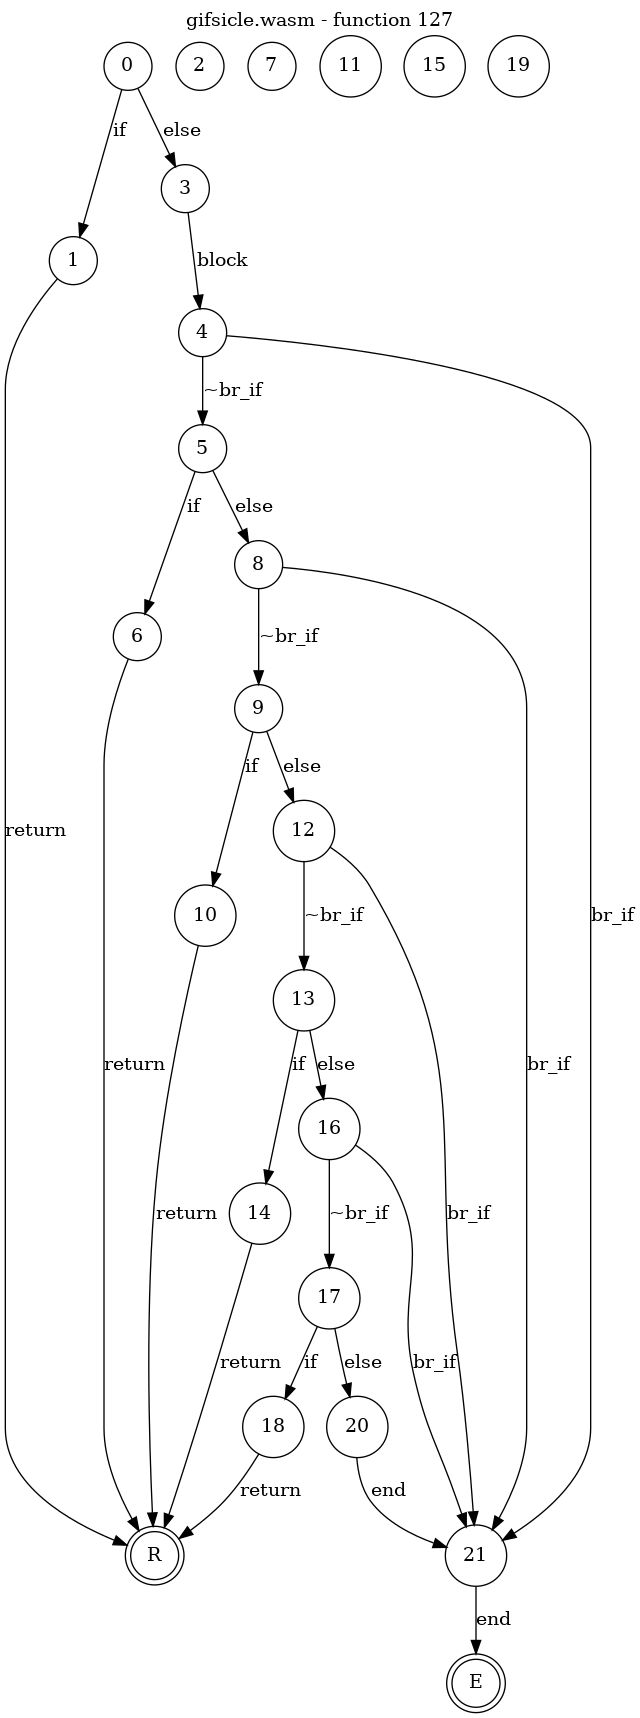 gifsicle.wasm - function 127
0 2 7 11 15 19
if else
3
1
block
4
~br_if
5
if else
8
6
~br_if
9
if else
12
return
10
~br_if br_if
13
return if else br_if
16
14
return ~br_if br_if
17
return if else br_if
18 20
return end
R 21
end
E